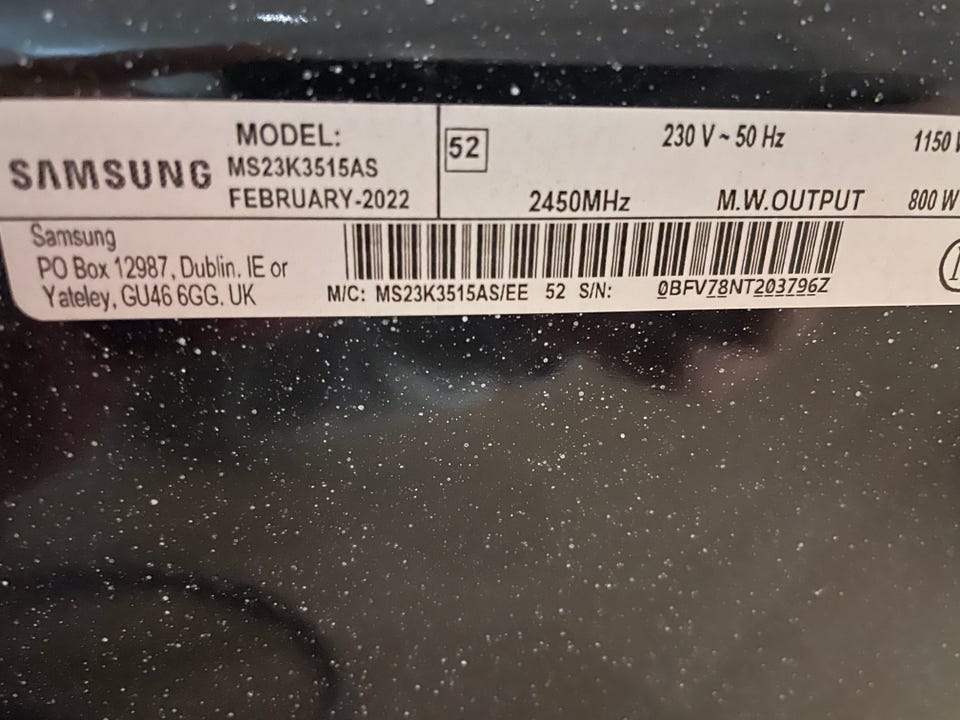 SAMSUNG
MODEL:
MS23K3515AS
FEBRUARY-2022
52
230 V ~ 50 Hz
1150
2450MHz
M.W.OUTPUT
800 W
Samsung
PO Box 12987, Dublin. IE or
Yateley, GU46 6GG. UK
M/C: MS23K3515AS/EE 52 S/N: 0BFV78NT203796Z